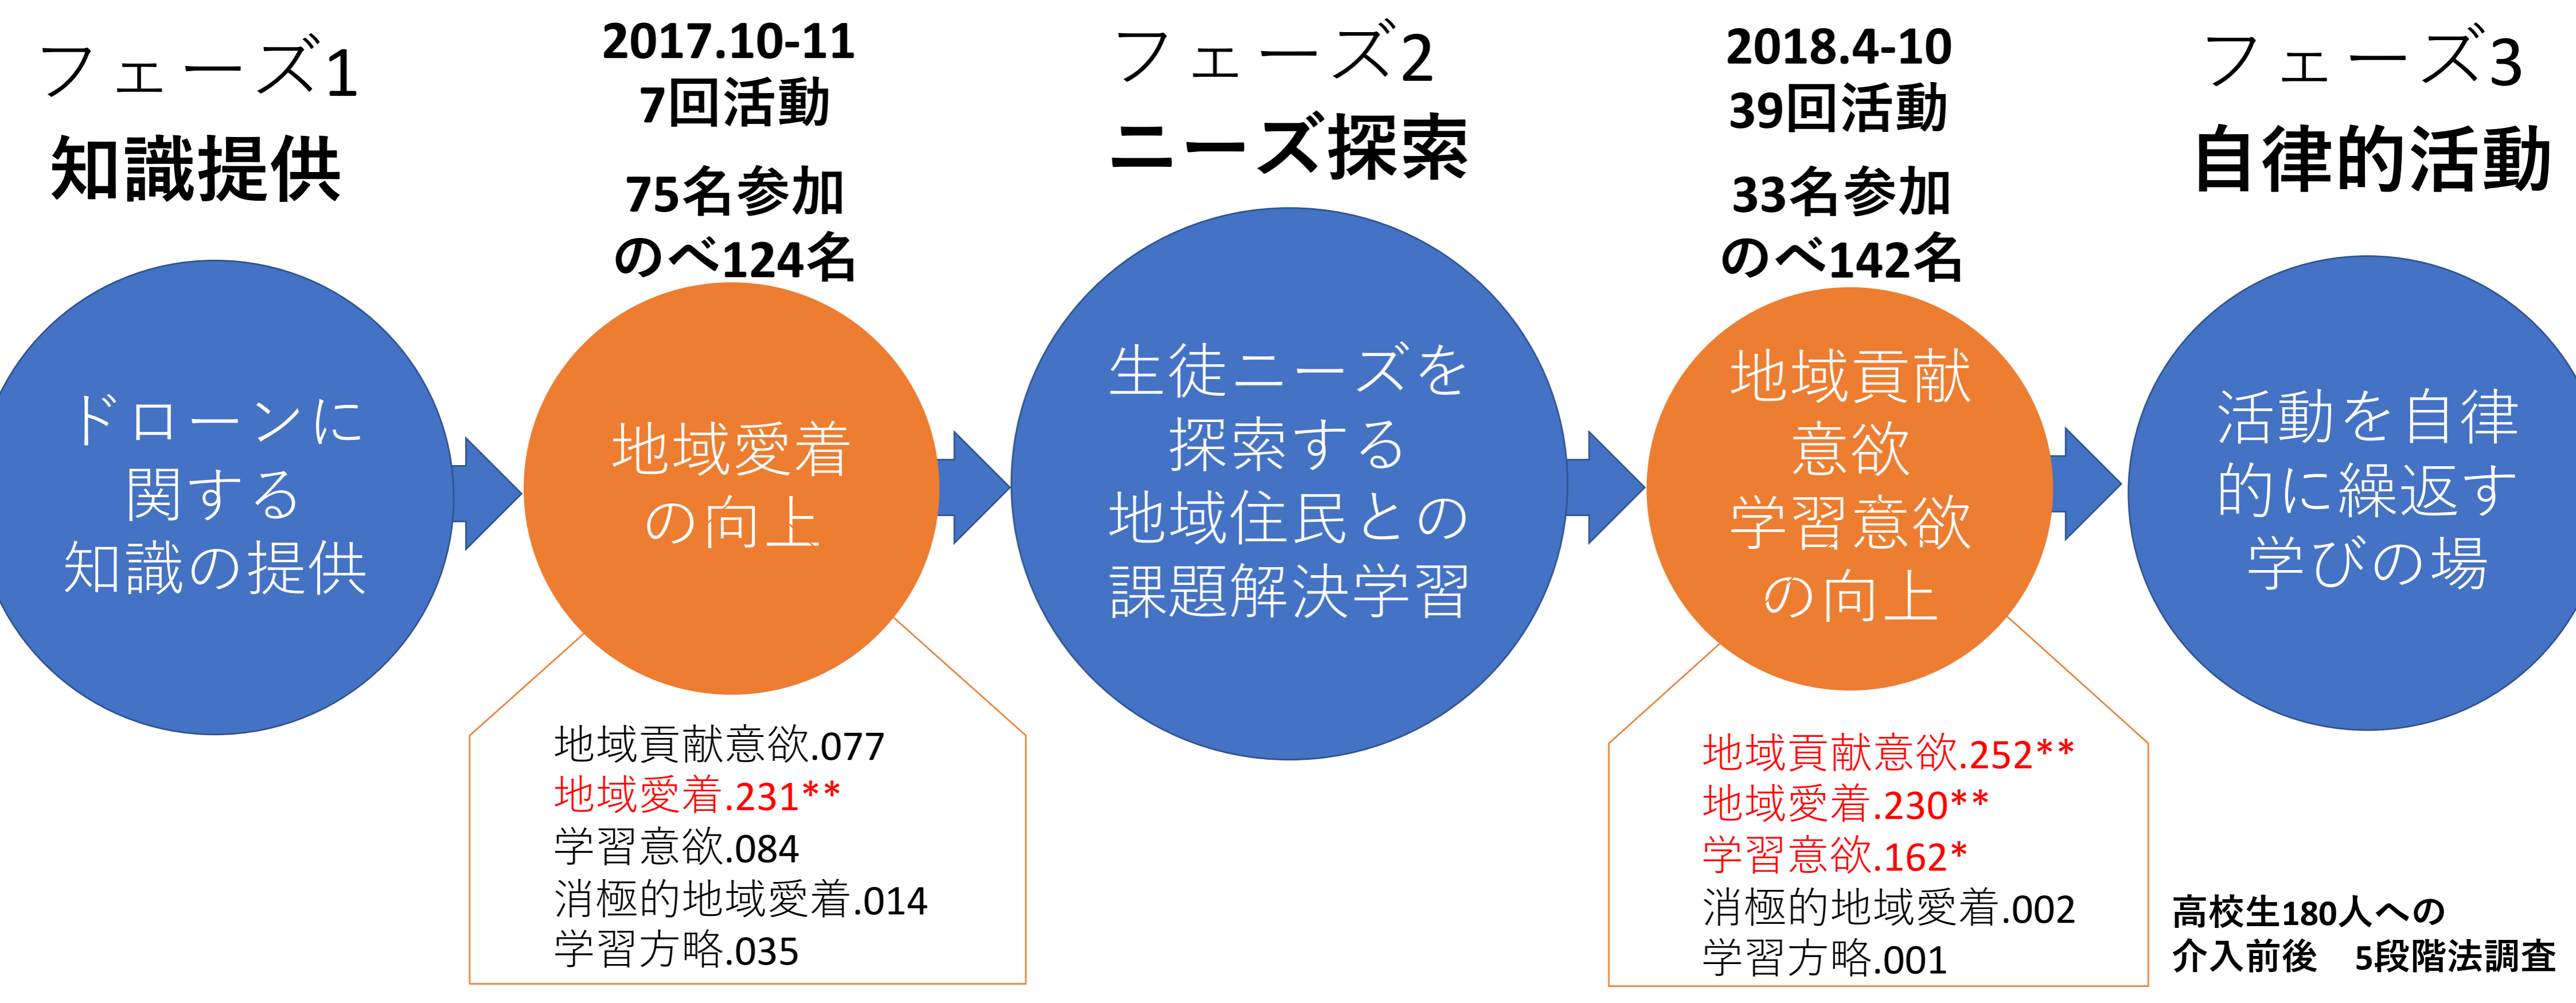 フェーズ1
知識提供
ドローンに
関する
知識の提供
2017.10-11
7回活動
75名参加
のべ124名
地域愛着
の向上
地域貢献意欲.077
地域愛着.231**
学習意欲.084
消極的地域愛着.014
学習方略.035
フェーズ2
ニーズ探索
生徒ニーズを
探索する
地域住民との
課題解決学習
2018.4-10
39回活動
33名参加
のべ142名
地域貢献
意欲
学習意欲
の向上
地域貢献意欲.252**
地域愛着.230**
学習意欲.162*
消極的地域愛着.002
学習方略.001
フェーズ3
自律的活動
活動を自律
的に繰返す
学びの場
高校生180人への
介入前後　5段階法調査